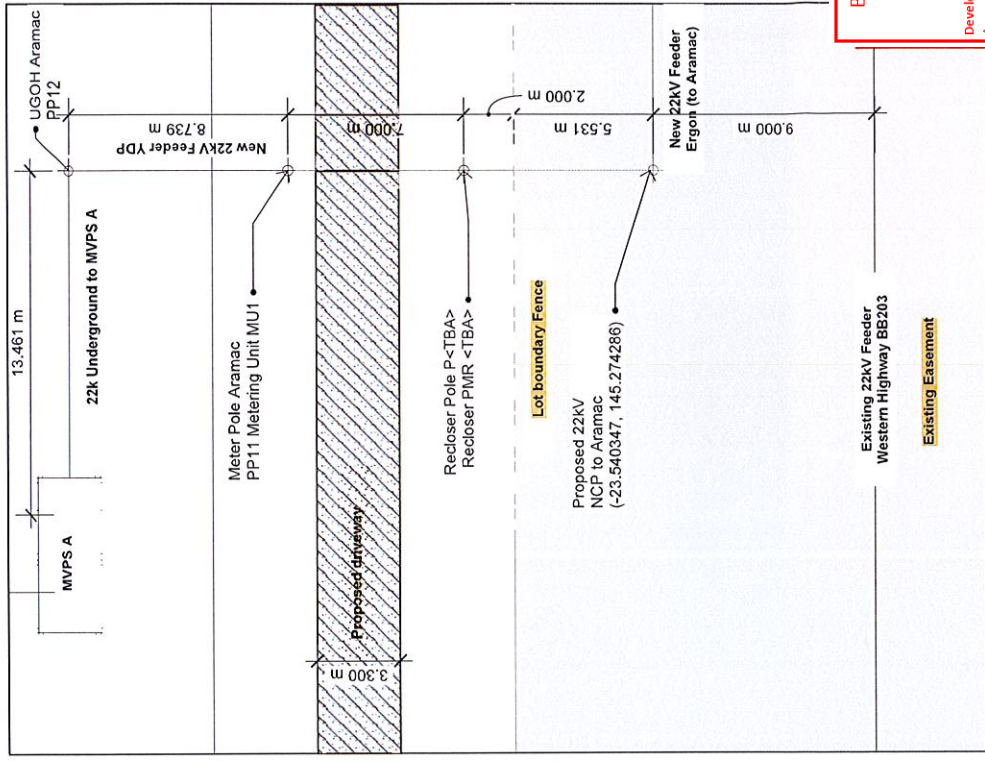 13.461 m
UGOH Aramac
PP12
22k Underground to MVPS A
MVPS A
8.739 m
New 22kV Feeder YDP
Meter Pole Aramac
PP11 Metering Unit MU1
7.000 m
Proposed driveway
3.300 m
Recloser Pole P<TBA>
Recloser PMR <TBA>
2.000 m
Lot boundary Fence
5.531 m
Proposed 22kV
NCP to Aramac
(-23.540347, 145.274286)
New 22kV Feeder
Ergon (to Aramac)
9.000 m
Existing 22kV Feeder
Western Highway BB203
Existing Easement
Devel